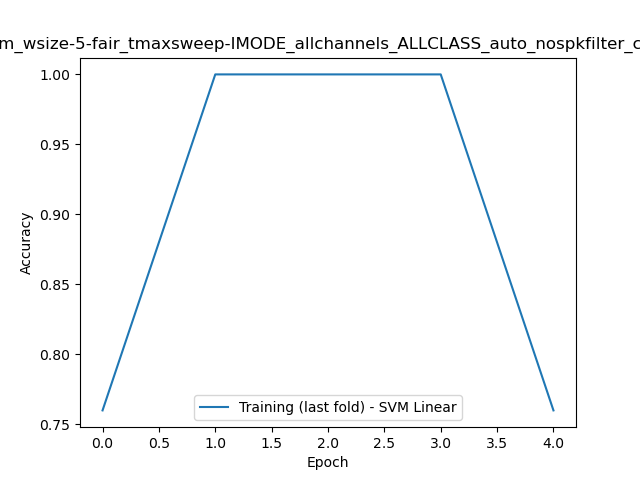 m_wsize-5-fair_tmaxsweep-IMODE_allchannels_ALLCLASS_auto_nospkfilter_c
1.00
0.95
0.90
0.85
0.80
0.75
Accuracy
Training (last fold) - SVM Linear
0.0 0.5 1.0 1.5 2.0 2.5 3.0 3.5 4.0
Epoch